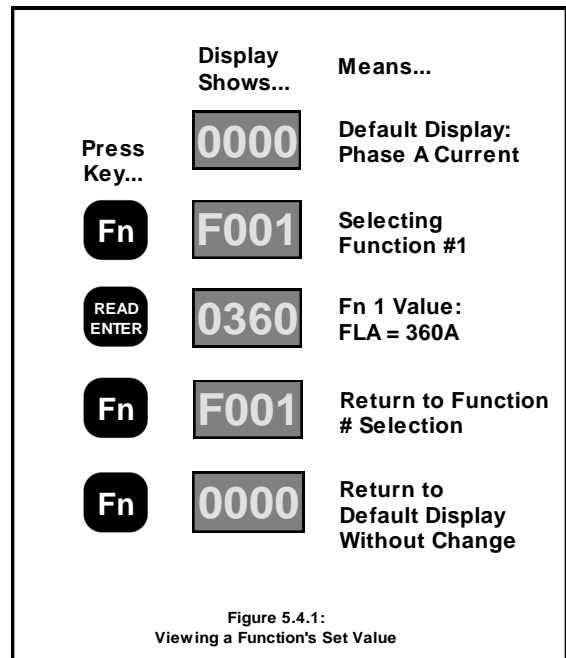 Display
Shows...
Means...
Press
Key...
0000
Default Display:
Phase A Current
Fn
F001
Selecting
Function #1
READ
ENTER
0360
Fn 1 Value:
FLA = 360A
Fn
F001
Return to Function
# Selection
Fn
0000
Return to
Default Display
Without Change
Figure 5.4.1:
Viewing a Function's Set Value